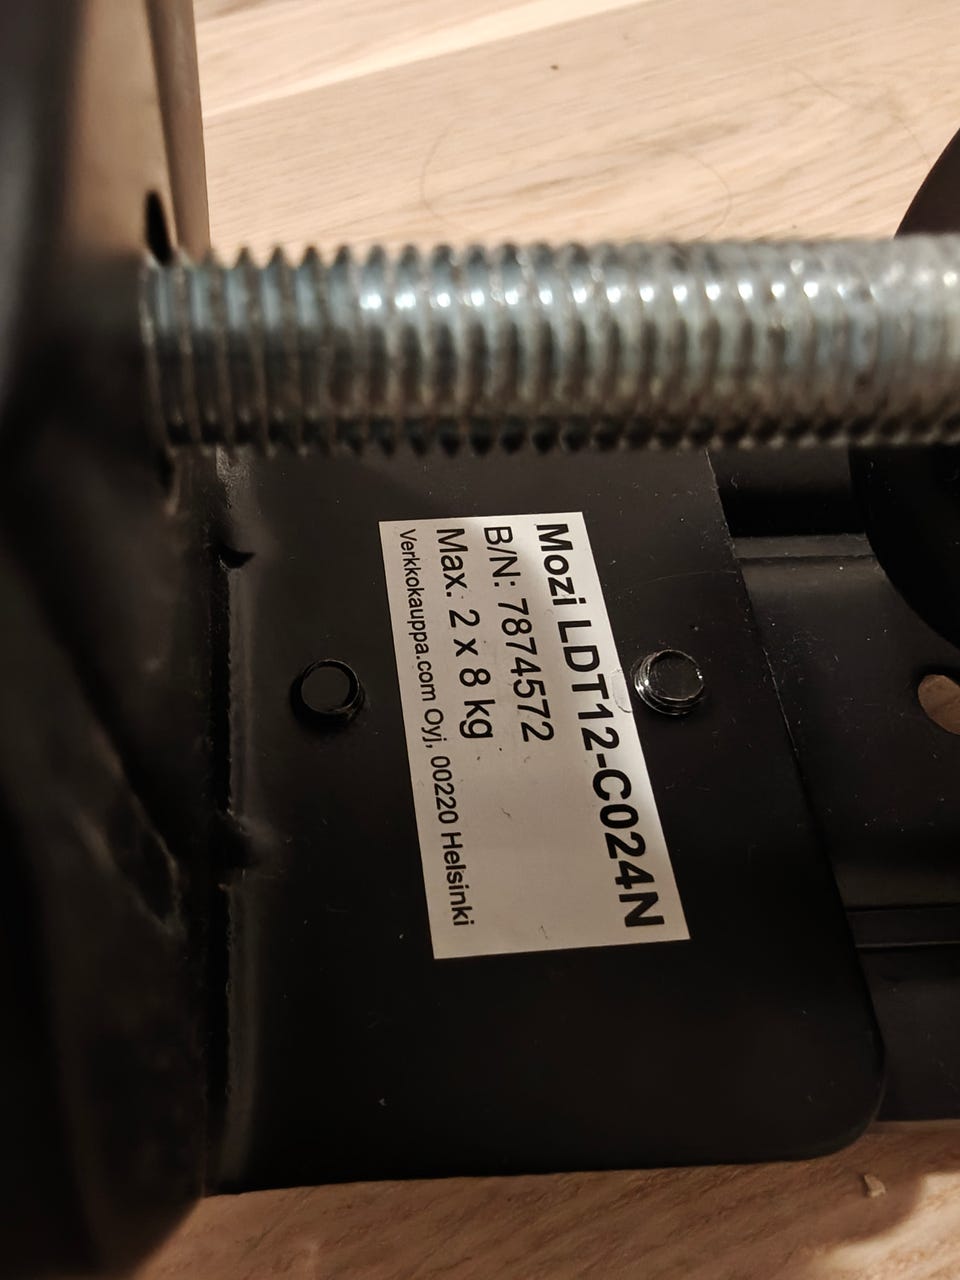 Mozi LDT12-C024N
B/N: 7874572
Max. 2 x 8 kg
Verkkokauppa.com Oyj, 00220 Helsinki